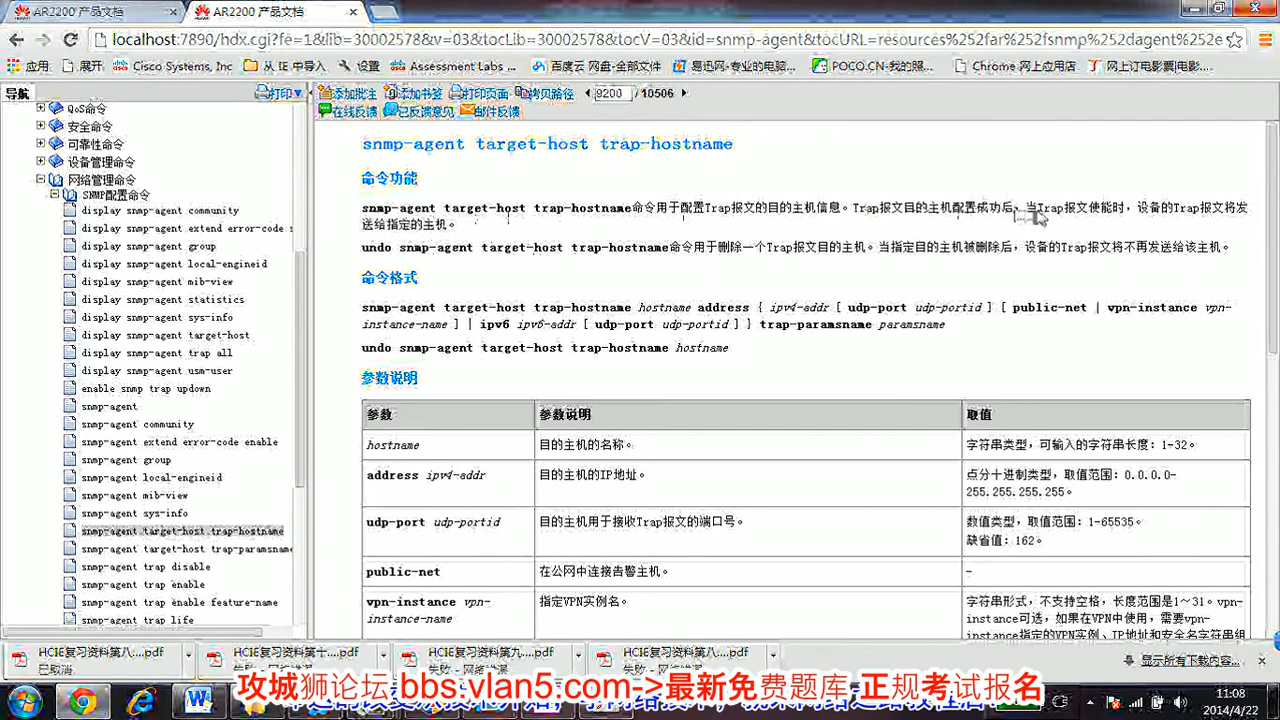 AR2200 产品文档
AR2200 产品文档
localhost:7890/hdx.cgi?fe=1&lib=30002578&v=03&tocLib=30002578&tocV=03&id=snmp-agent&tocURL=resources%252far%252fsnmp%252dagent%252e
应用 展开 Cisco Systems, Inc 从 IE 中导入 设置 Assessment Labs ... 百度云 网盘-全部文件 易迅网-专业的电脑... POCO.CN-我的照... Chrome 网上应用店 网上订电影票|电影...
导航 打印 添加批注 添加书签 打印页面 拷贝路径 8200 / 10506
在线反馈 已反馈意见 邮件反馈
QoS命令
安全命令
可靠性命令
设备管理命令
网络管理命令
SNMP配置命令
display snmp-agent community
display snmp-agent extend error-code s
display snmp-agent group
display snmp-agent local-engineid
display snmp-agent mib-view
display snmp-agent statistics
display snmp-agent sys-info
display snmp-agent target-host
display snmp-agent trap all
display snmp-agent usm-user
enable snmp trap updown
snmp-agent
snmp-agent community
snmp-agent extend error-code enable
snmp-agent group
snmp-agent local-engineid
snmp-agent mib-view
snmp-agent sys-info
snmp-agent target-host trap-hostname
snmp-agent target-host trap-paramsname
snmp-agent trap disable
snmp-agent trap enable
snmp-agent trap enable feature-name
snmp-agent trap life
snmp-agent target-host trap-hostname
命令功能
snmp-agent target-host trap-hostname命令用于配置Trap报文的目的主机信息。Trap报文目的主机配置成功后，当Trap报文使能时，设备的Trap报文将发
送给指定的主机。
undo snmp-agent target-host trap-hostname命令用于删除一个Trap报文目的主机。当指定目的主机被删除后，设备的Trap报文将不再发送给该主机。
命令格式
snmp-agent target-host trap-hostname hostname address { ipv4-addr [ udp-port udp-portid ] [ public-net | vpn-instance vpn-
instance-name ] | ipv6 ipv6-addr [ udp-port udp-portid ] } trap-paramsname paramsname
undo snmp-agent target-host trap-hostname hostname
参数说明
参数 参数说明 取值
hostname 目的主机的名称。 字符串类型，可输入的字符串长度：1-32。
address ipv4-addr 目的主机的IP地址。 点分十进制类型，取值范围：0.0.0.0-
255.255.255.255。
udp-port udp-portid 目的主机用于接收Trap报文的端口号。 数值类型，取值范围：1-65535。
缺省值：162。
public-net 在公网中连接告警主机。 -
vpn-instance vpn-
instance-name 指定VPN实例名。 字符串形式，不支持空格，长度范围是1～31。vpn-
instance可选，如果在VPN中使用，需要vpn-
instance指定的VPN实例、IP地址和安全名字符串组
HCIE复习资料第八...pdf
已取消
HCIE复习资料第十...pdf
HCIE复习资料第九...pdf
HCIE复习资料第八...pdf
显示所有下载内容...
攻城狮论坛 bbs.vlan5.com->最新免费题库 正规考试报名
11:08
2014/4/22